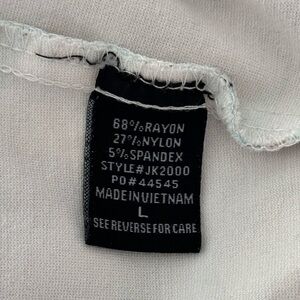 68%RAYON
27%NYLON
5%SPANDEX
STYLE#JK2000
PO#44545
MADE IN VIETNAM
L
SEE REVERSE FOR CARE